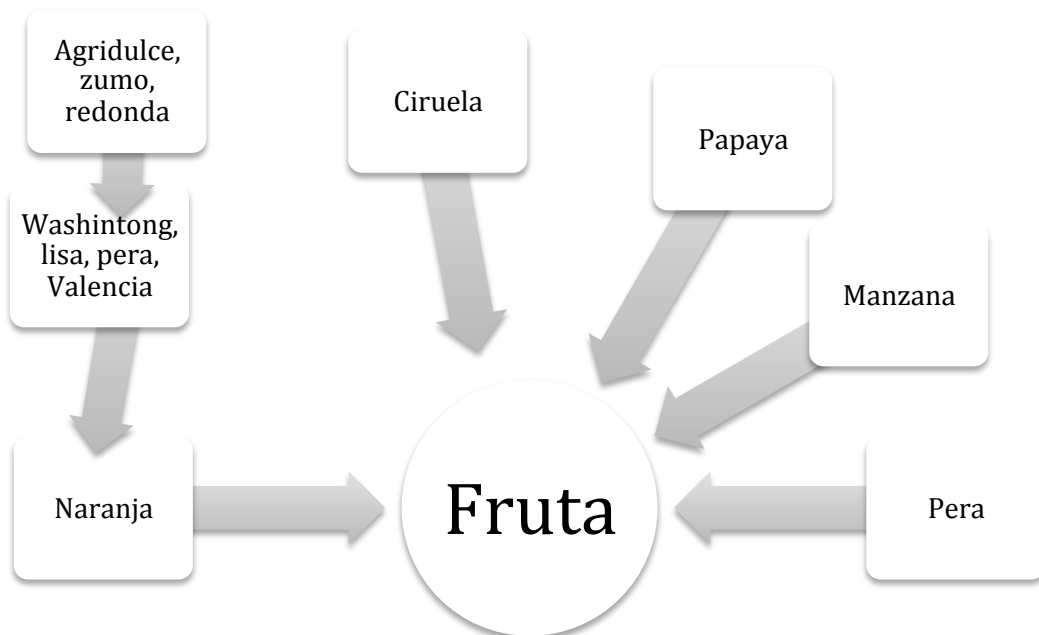 Agridulce,
zumo,
redonda
Ciruela
Papaya
Washintong,
lisa, pera,
Valencia
Manzana
Naranja
Fruta
Pera